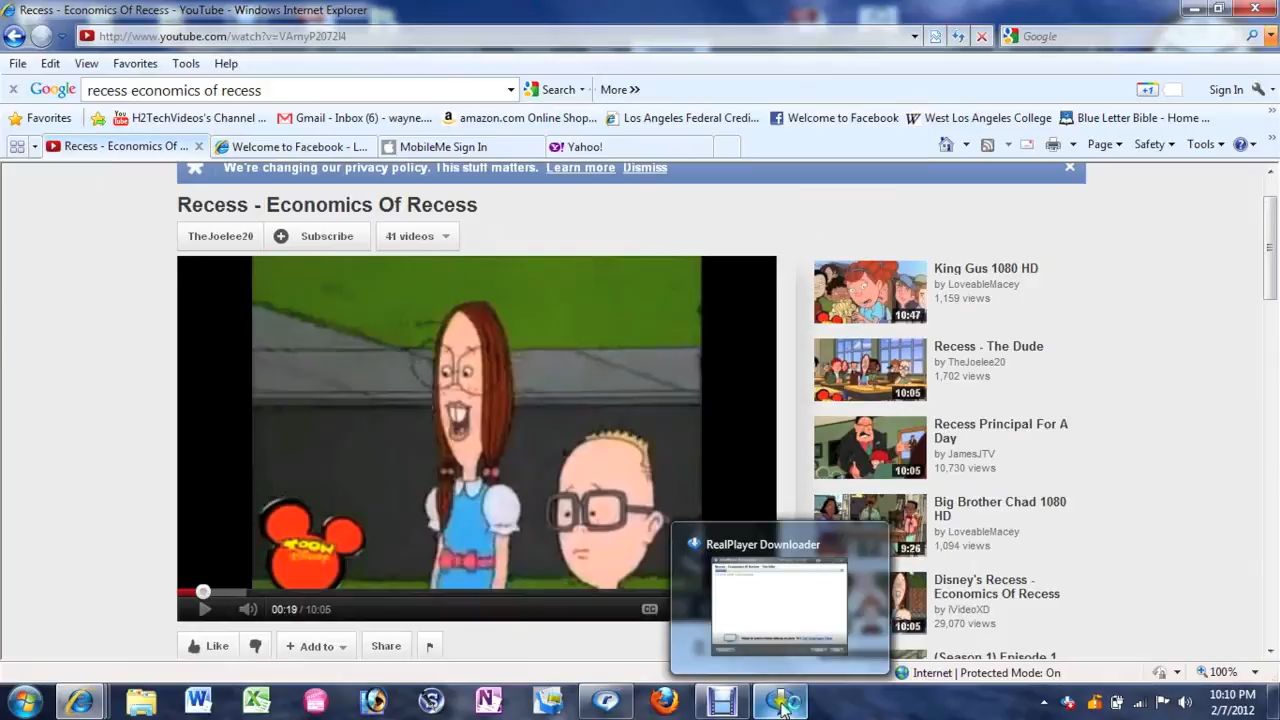 Recess - Economics Of Recess - YouTube - Windows Internet Explorer
http://www.youtube.com/watch?v=VAmyP2072I4
Google
File Edit View Favorites Tools Help
Google recess economics of recess Search More »
+1 Sign In
Favorites H2TechVideos's Channel ... Gmail - Inbox (6) - wayne.... amazon.com Online Shop... Los Angeles Federal Credi... Welcome to Facebook West Los Angeles College Blue Letter Bible - Home ...
Recess - Economics Of ... Welcome to Facebook - L... MobileMe Sign In Yahoo! Page Safety Tools
We're changing our privacy policy. This stuff matters. Learn more Dismiss
Recess - Economics Of Recess
TheJoelee20 Subscribe 41 videos
King Gus 1080 HD
by LoveableMacey
1,159 views
10:47
Recess - The Dude
by TheJoelee20
1,702 views
10:05
Recess Principal For A
Day
by JamesJTV
10,730 views
10:05
Big Brother Chad 1080
HD
by LoveableMacey
1,094 views
9:26
Disney's Recess -
Economics Of Recess
by iVideoXD
29,070 views
10:05
(Season 1) Episode 1
RealPlayer Downloader
00:19 / 10:05 CC
Like Add to Share
Internet | Protected Mode: On 100%
10:10 PM
2/7/2012